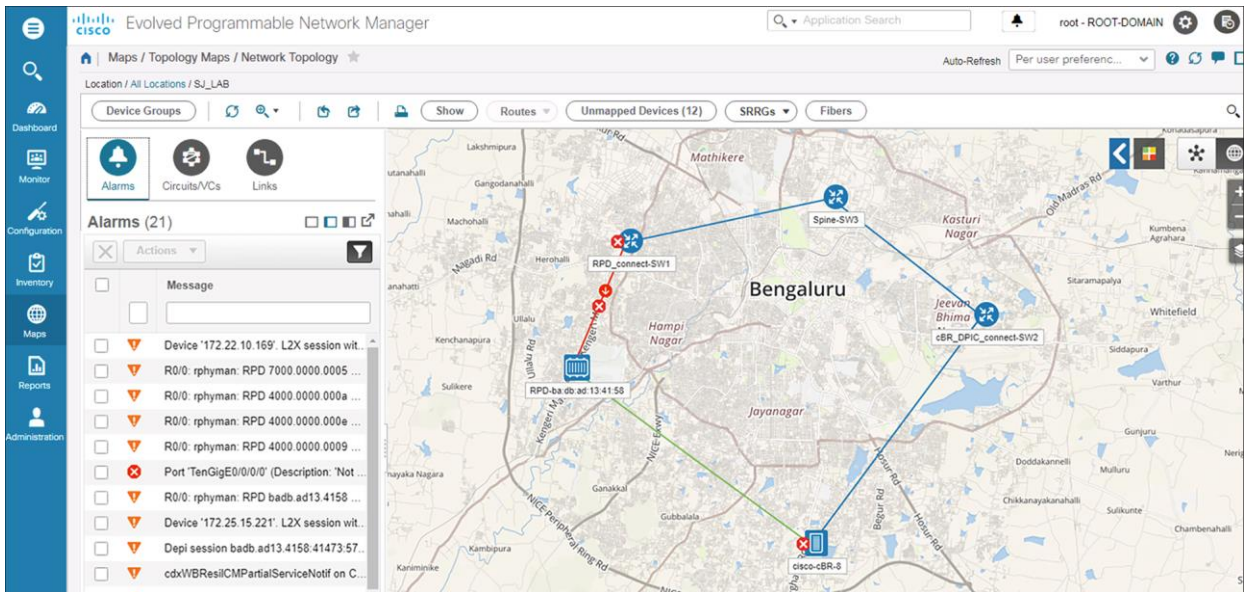 cisco Evolved Programmable Network Manager
Application Search
root - ROOT-DOMAIN
Maps / Topology Maps / Network Topology
Auto-Refresh
Per user preferenc...
Location / All Locations / SJ_LAB
Device Groups
Show
Routes
Unmapped Devices (12)
SRRGs
Fibers
Dashboard
Monitor
Configuration
Inventory
Maps
Reports
Administration
Alarms
Circuits/VCs
Links
Alarms (21)
Actions
Message
Device '172.22.10.169'. L2X session wit...
R0/0: rphyman: RPD 7000.0000.0005 ...
R0/0: rphyman: RPD 4000.0000.000a ...
R0/0: rphyman: RPD 4000.0000.000e ...
R0/0: rphyman: RPD 4000.0000.0009 ...
Port 'TenGigE0/0/0/0' (Description: 'Not ...
R0/0: rphyman: RPD badb.ad13.4158 ...
Device '172.25.15.221'. L2X session wit...
Depi session badb.ad13.4158:41473:57...
cdxWBResilCMPartialServiceNotif on C...
Lakshmipura
Mathikere
Gangodanahalli
Machohalli
Magadi Rd
Herohalli
RPD_connect-SW1
Spine-SW3
Kasturi
Nagar
Old Madras Rd
Kumbena
Agrahara
Sitaramapalya
Whitefield
Bengaluru
Jeevan
Bhima
cBR_DPIC_connect-SW2
Siddapura
Varthur
Ullalu
Kenchanapura
Hampi
Nagar
Ullalu Rd
Sulikere
RPD-ba:db:ad:13:41:58
Jayanagar
NICE Expwy
Gunjuru
Doddakannelli
Mulluru
Chikkanayakanahalli
Sulikunte
Chambenahalli
Ganakkal
Gubbalala
NICE Peripheral Ring Rd
Kambipura
Kaniminike
Begur Rd
Hosur Rd
Hosur Rd
cisco-cBR-8